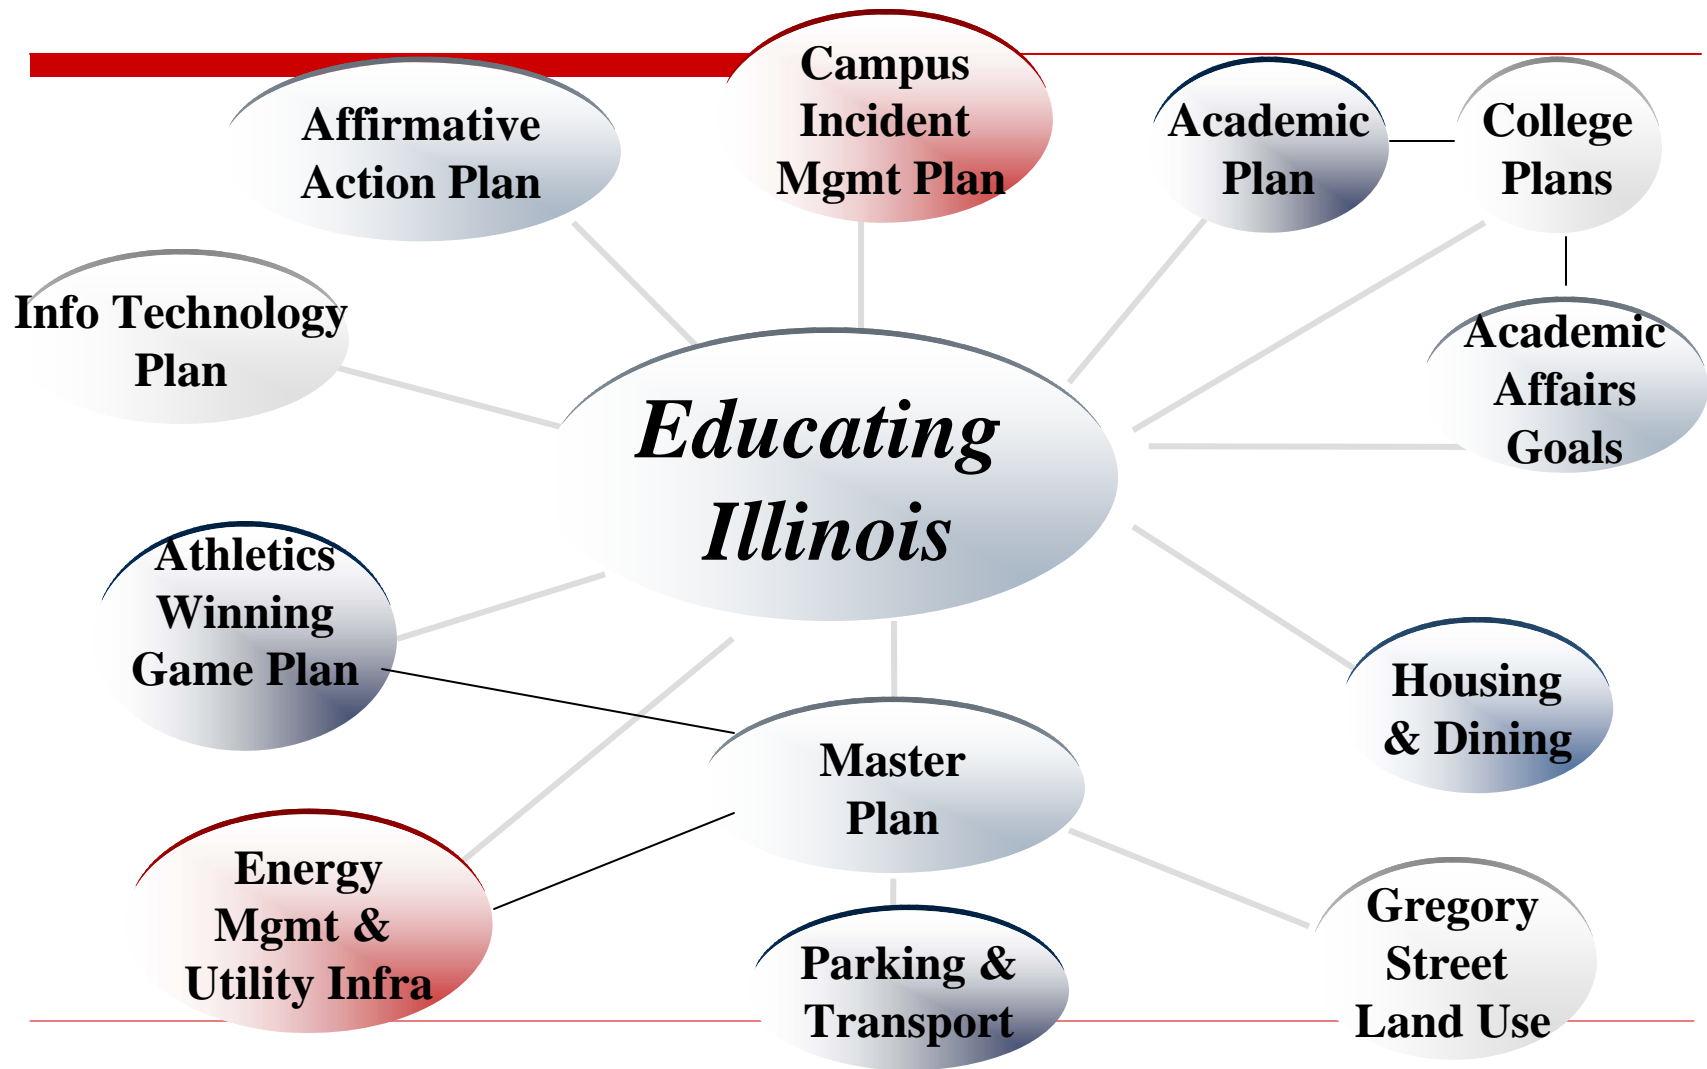 Campus
Incident
Mgmt Plan
Affirmative
Action Plan
Academic
Plan
College
Plans
Info Technology
Plan
Academic
Affairs
Goals
Educating
Illinois
Athletics
Winning
Game Plan
Housing
& Dining
Master
Plan
Energy
Mgmt &
Utility Infra
Parking &
Transport
Gregory
Street
Land Use